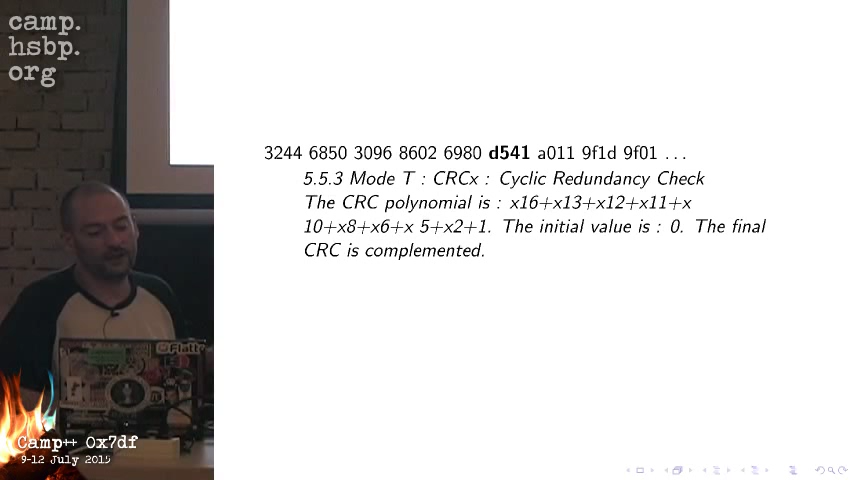 camp.
hsbp.
org
3244 6850 3096 8602 6980 d541 a011 9f1d 9f01 ...
5.5.3 Mode T : CRCx : Cyclic Redundancy Check
The CRC polynomial is : x16+x13+x12+x11+x
10+x8+x6+x 5+x2+1. The initial value is : 0. The final
CRC is complemented.
Flatt
Camp++ 0x7df
9-12 July 2015